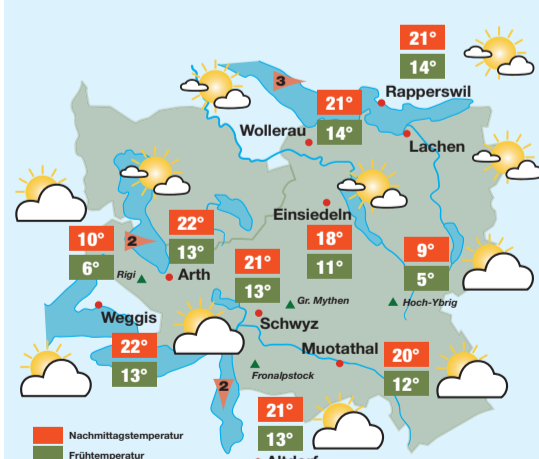 21°
14°
Rapperswil
3
21°
14°
Wollerau
Lachen
Einsiedeln
22°
13°
10°
6°
2
Rigi
Arth
18°
11°
9°
5°
Hoch-Ybrig
21°
13°
Gr. Mythen
Schwyz
Weggis
22°
13°
Muotathal
20°
12°
Fronalpstock
2
21°
13°
Altdorf
Nachmittagstemperatur
Frühtemperatur